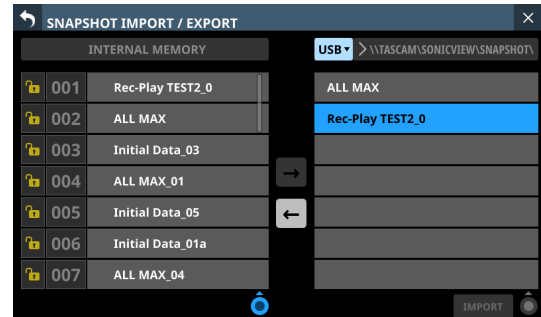 SNAPSHOT IMPORT / EXPORT
INTERNAL MEMORY
USB \\TASCAM\SONICVIEW\SNAPSHOT\
001 Rec-Play TEST2_0
002 ALL MAX
003 Initial Data_03
004 ALL MAX_01
005 Initial Data_05
006 Initial Data_01a
007 ALL MAX_04
ALL MAX
Rec-Play TEST2_0
IMPORT